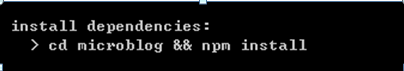 install dependencies:
> cd microblog && npm install